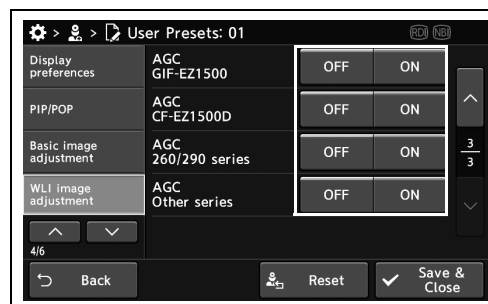 > > User Presets: 01
RDI NBI
Display
preferences
PIP/POP
Basic image
adjustment
WLI image
adjustment
4/6
AGC
GIF-EZ1500
OFF ON
AGC
CF-EZ1500D
OFF ON
AGC
260/290 series
OFF ON
AGC
Other series
OFF ON
3
3
Back
Reset
Save &
Close